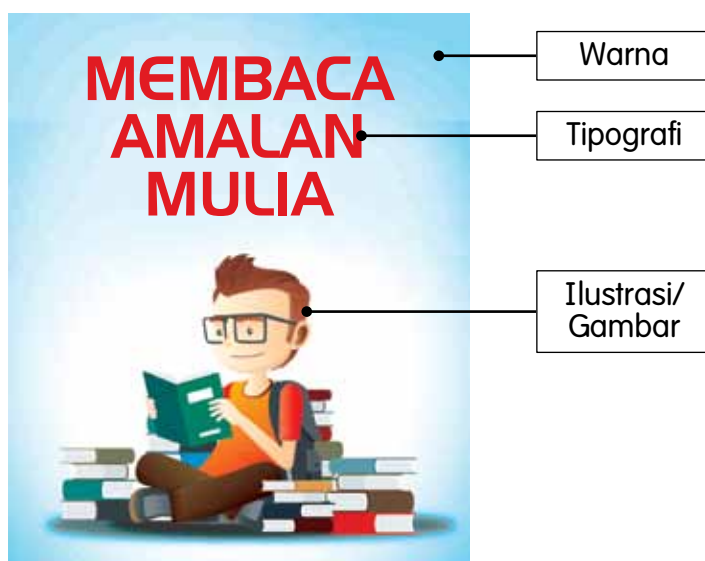 MEMBACA
AMALAN
MULIA
Warna
Tipografi
Ilustrasi/
Gambar